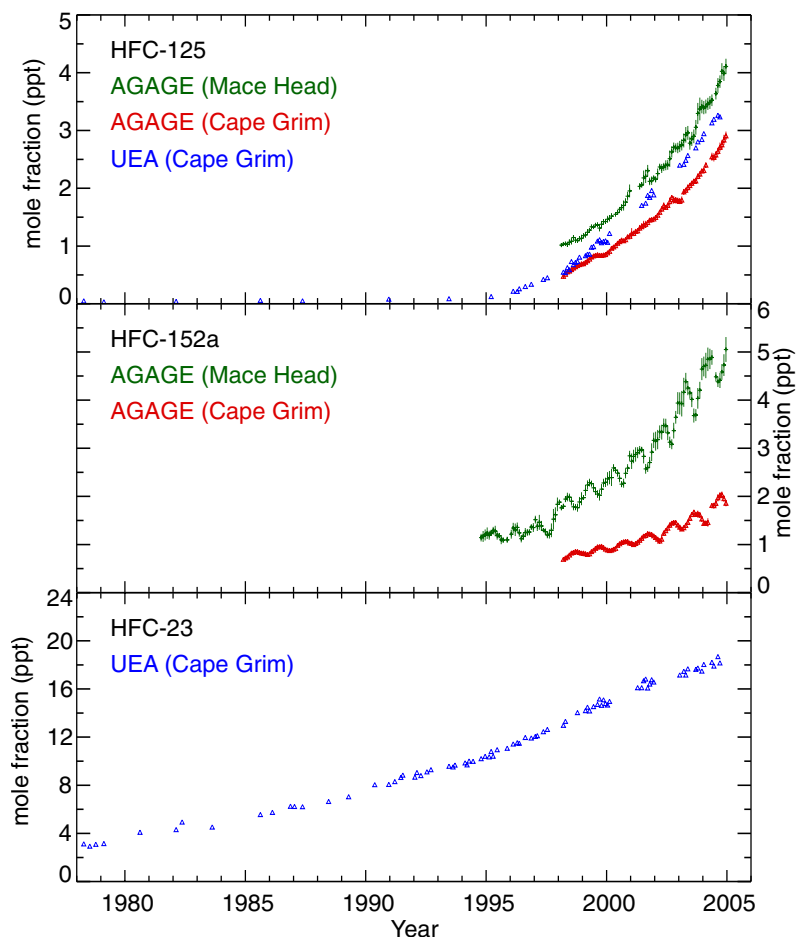 5
4
3
2
1
0
mole fraction (ppt)
HFC-125
AGAGE (Mace Head)
AGAGE (Cape Grim)
UEA (Cape Grim)
6
5
4
3
2
1
0
mole fraction (ppt)
HFC-152a
AGAGE (Mace Head)
AGAGE (Cape Grim)
24
20
16
12
8
4
0
mole fraction (ppt)
HFC-23
UEA (Cape Grim)
1980 1985 1990 1995 2000 2005
Year